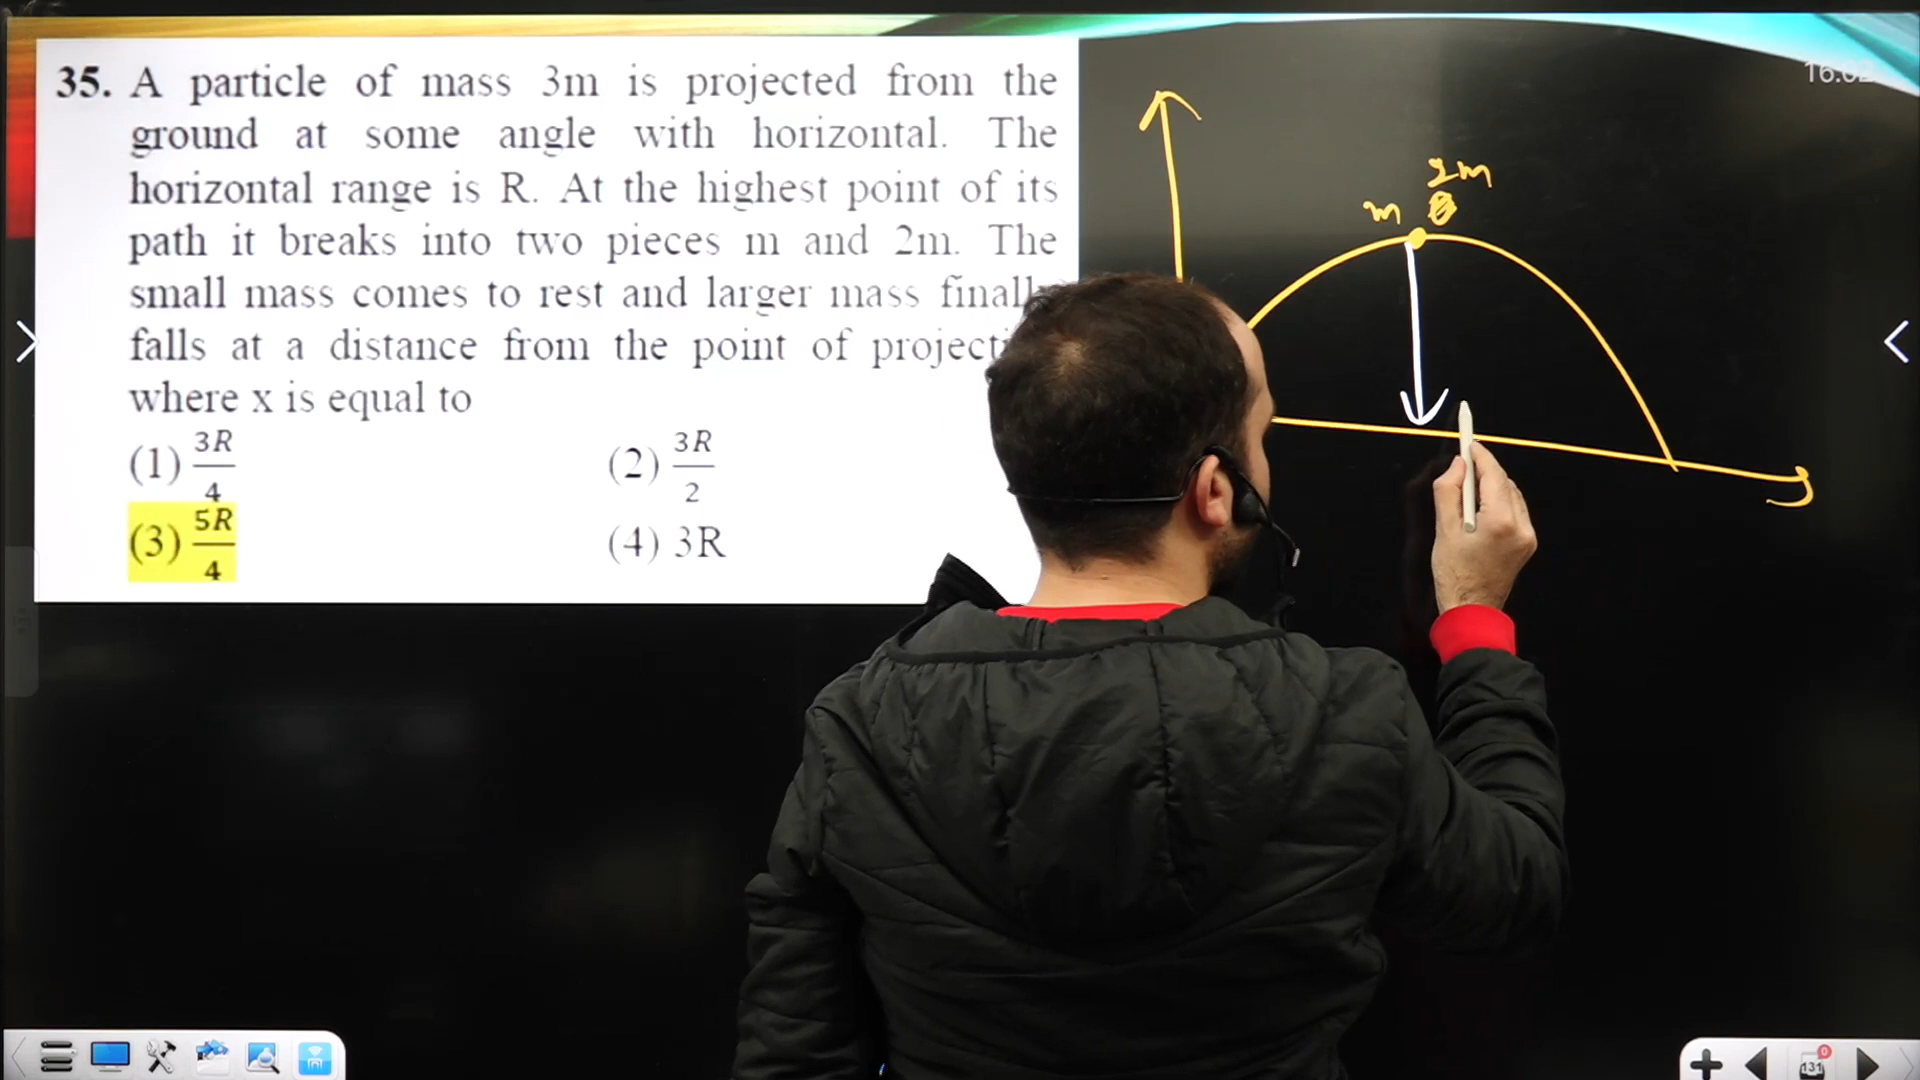 35. A particle of mass 3m is projected from the
ground at some angle with horizontal. The
horizontal range is R. At the highest point of its
path it breaks into two pieces m and 2m. The
small mass comes to rest and larger mass
falls at a distance from the point of
where x is equal to
(1) 3R/4 (2) 3R/2
(3) 5R/4 (4) 3R
2m
m
131
0